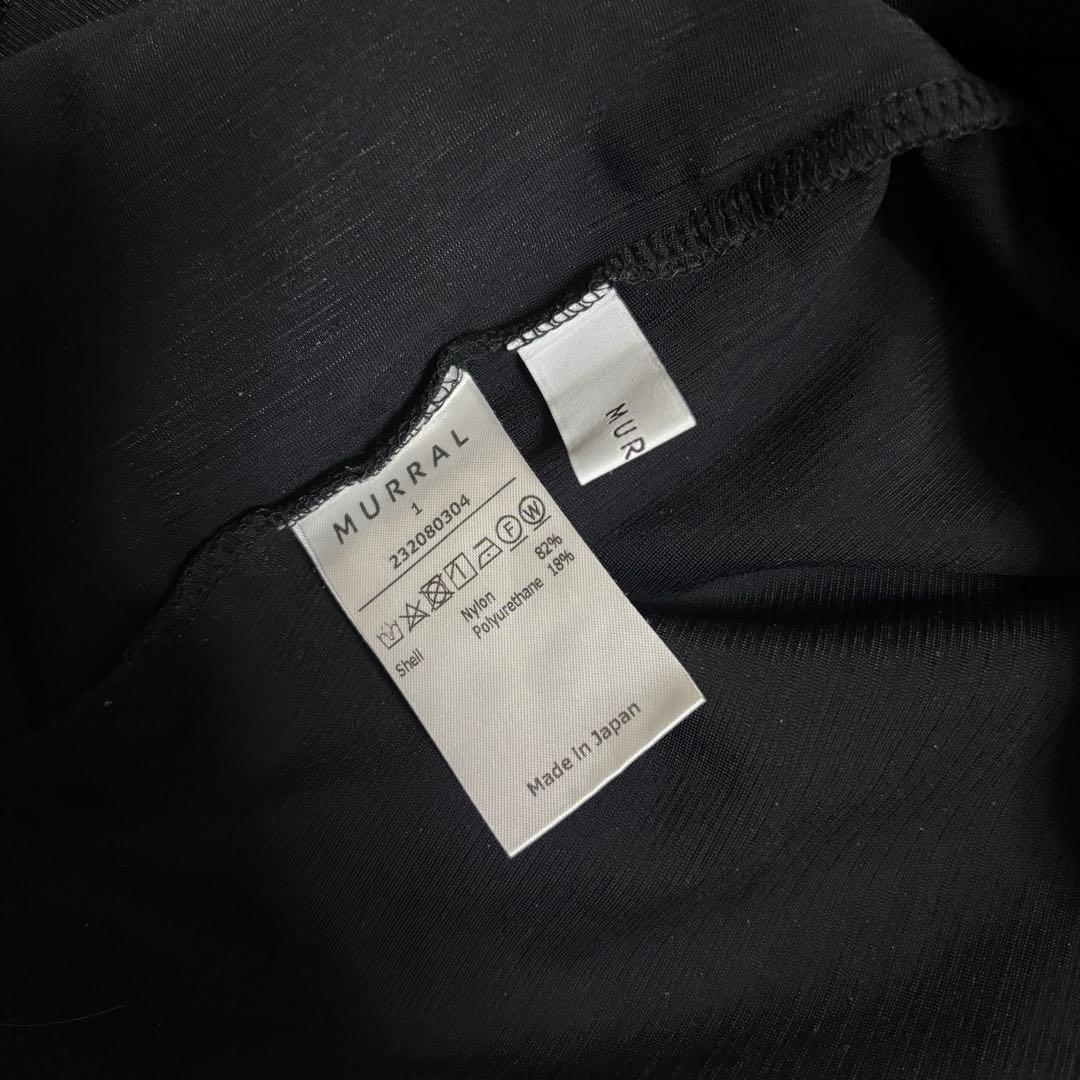 MURRAL
1
232080304
F W
Shell
Nylon 82%
Polyurethane 18%
Made in Japan
MUR